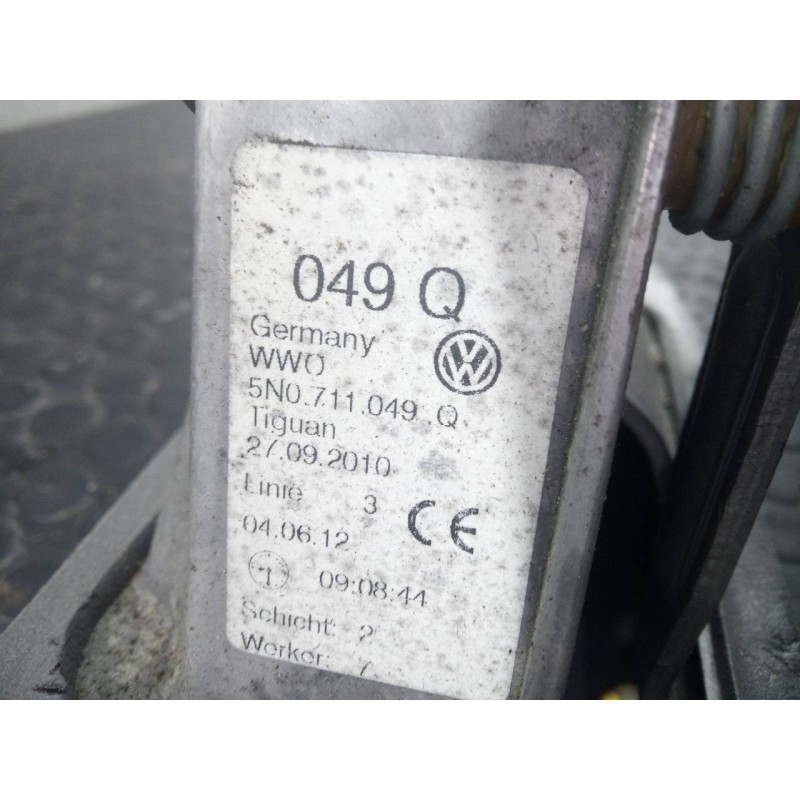 049 Q
Germany
WWO
5N0.711.049 .Q
Tiguan
27.09.2010
Linie 3
CE
04.06.12
09:08:44
Schicht: 2
Werker: 7